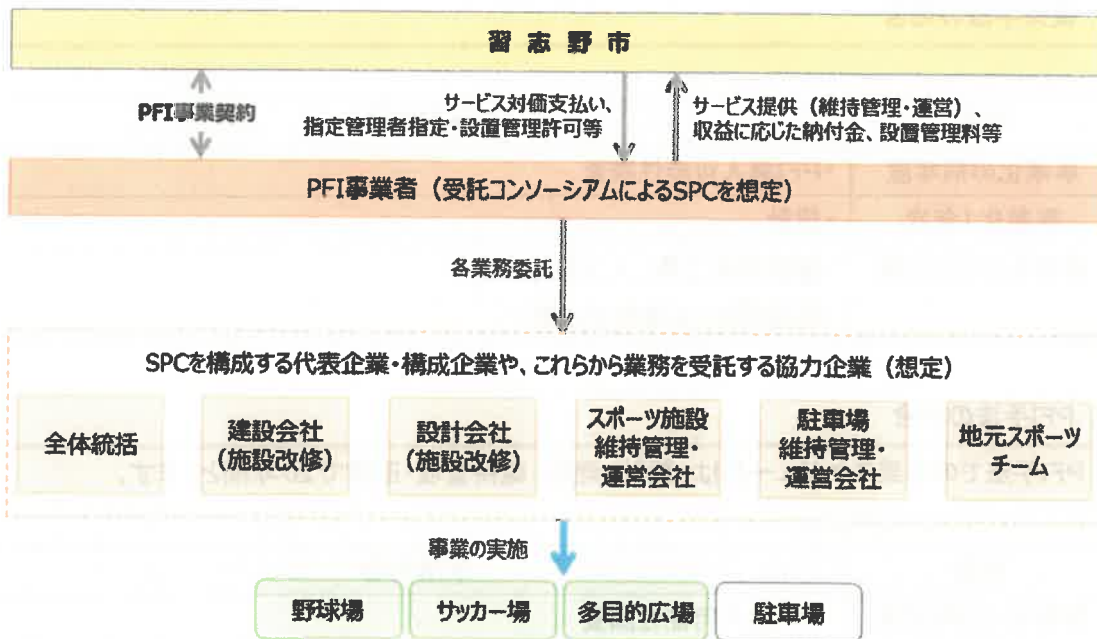 習志野市
PFI事業契約
サービス対価支払い、
指定管理者指定・設置管理許可等
サービス提供（維持管理・運営）、
収益に応じた納付金、設置管理料等
PFI事業者（受託コンソーシアムによるSPCを想定）
各業務委託
SPCを構成する代表企業・構成企業や、これらから業務を受託する協力企業（想定）
全体統括
建設会社
（施設改修）
設計会社
（施設改修）
スポーツ施設
維持管理・
運営会社
駐車場
維持管理・
運営会社
地元スポーツ
チーム
事業の実施
野球場
サッカー場
多目的広場
駐車場